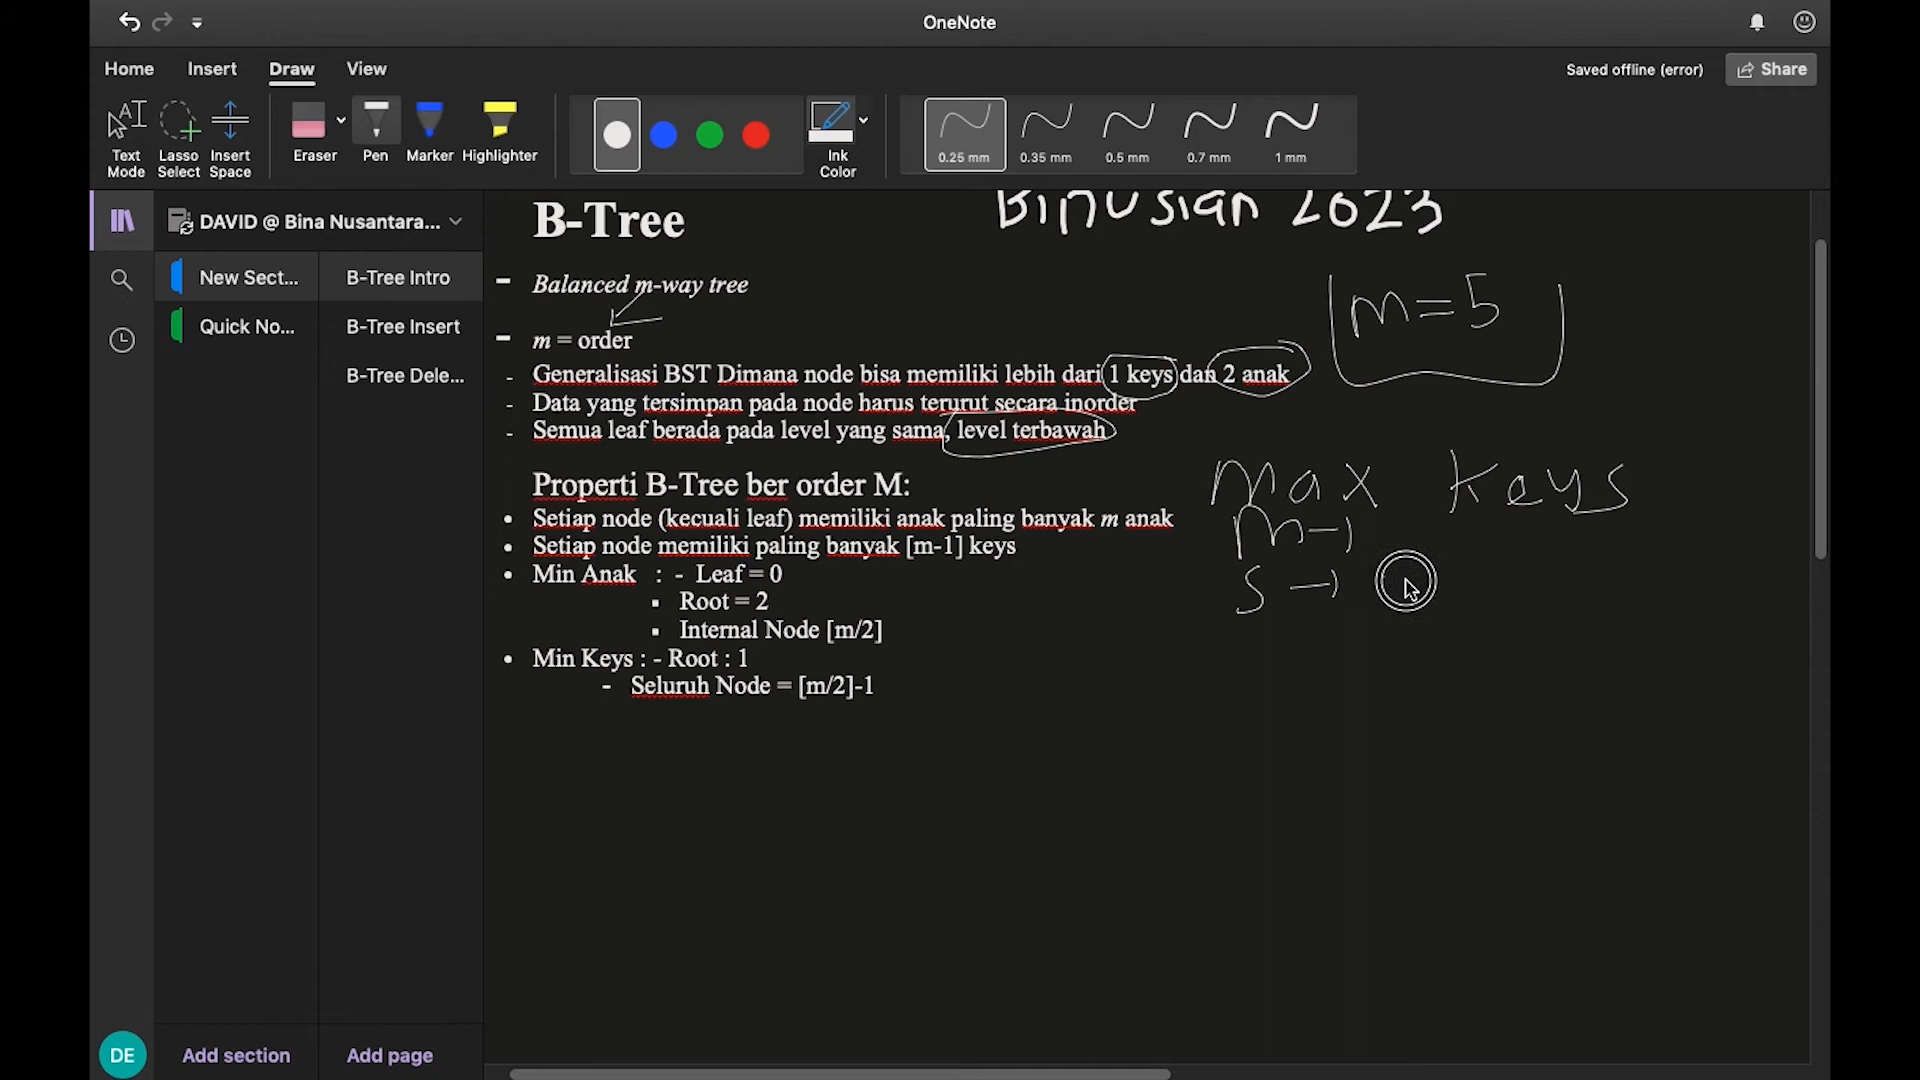 OneNote
Home Insert Draw View
Saved offline (error) Share
Text Mode
Lasso Select
Insert Space
Eraser
Pen
Marker
Highlighter
Ink Color
0.25 mm
0.35 mm
0.5 mm
0.7 mm
1 mm
DAVID @ Bina Nusantara...
New Sect...
Quick No...
B-Tree Intro
B-Tree Insert
B-Tree Dele...
B-Tree
Binusian 2023
- Balanced m-way tree
- m = order
m=5
- Generalisasi BST Dimana node bisa memiliki lebih dari 1 keys dan 2 anak
- Data yang tersimpan pada node harus terurut secara inorder
- Semua leaf berada pada level yang sama, level terbawah
Properti B-Tree ber order M:
• Setiap node (kecuali leaf) memiliki anak paling banyak m anak
• Setiap node memiliki paling banyak [m-1] keys
• Min Anak : - Leaf = 0
▪ Root = 2
▪ Internal Node [m/2]
• Min Keys : - Root : 1
- Seluruh Node = [m/2]-1
max keys
m-1
5-1
DE
Add section
Add page